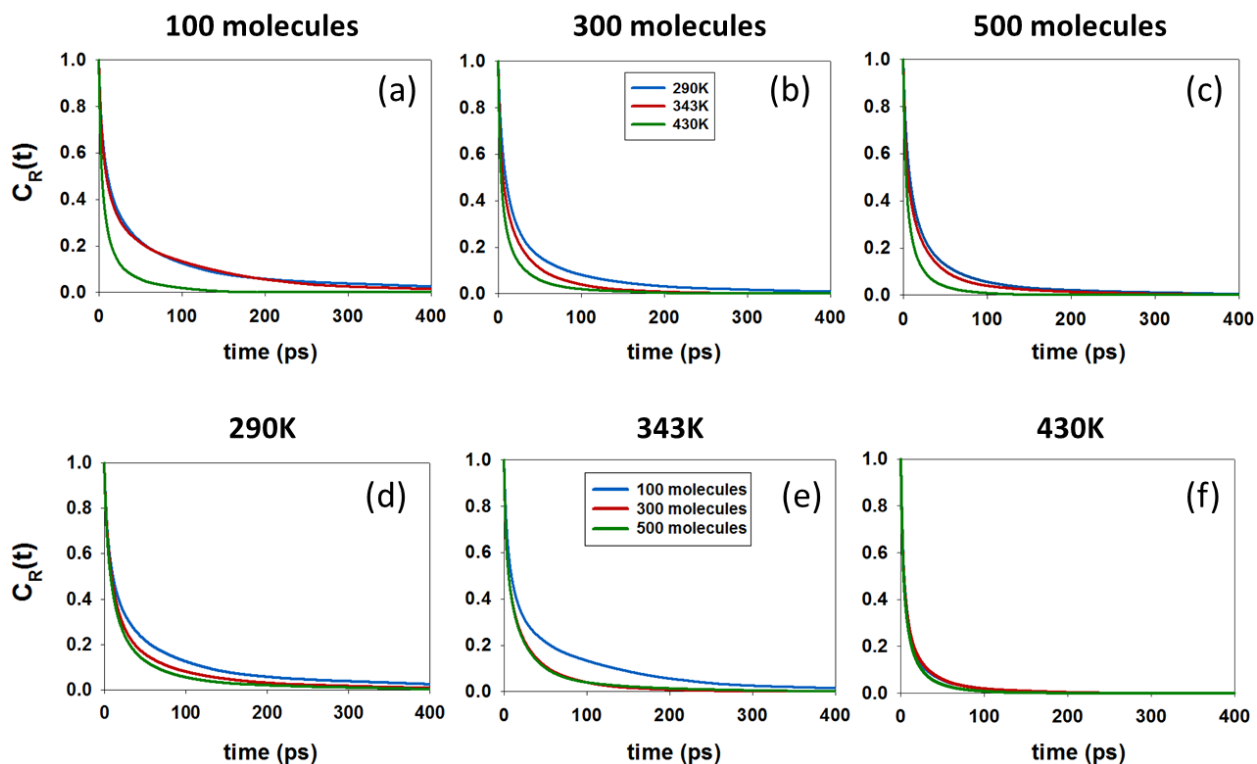 100 molecules
300 molecules
500 molecules
C_R(t)
1.0
0.8
0.6
0.4
0.2
0.0
0
100
200
300
400
time (ps)
(a)
1.0
0.8
0.6
0.4
0.2
0.0
0
100
200
300
400
time (ps)
290K
343K
430K
(b)
1.0
0.8
0.6
0.4
0.2
0.0
0
100
200
300
400
time (ps)
(c)
290K
343K
430K
C_R(t)
1.0
0.8
0.6
0.4
0.2
0.0
0
100
200
300
400
time (ps)
(d)
1.0
0.8
0.6
0.4
0.2
0.0
0
100
200
300
400
time (ps)
100 molecules
300 molecules
500 molecules
(e)
1.0
0.8
0.6
0.4
0.2
0.0
0
100
200
300
400
time (ps)
(f)